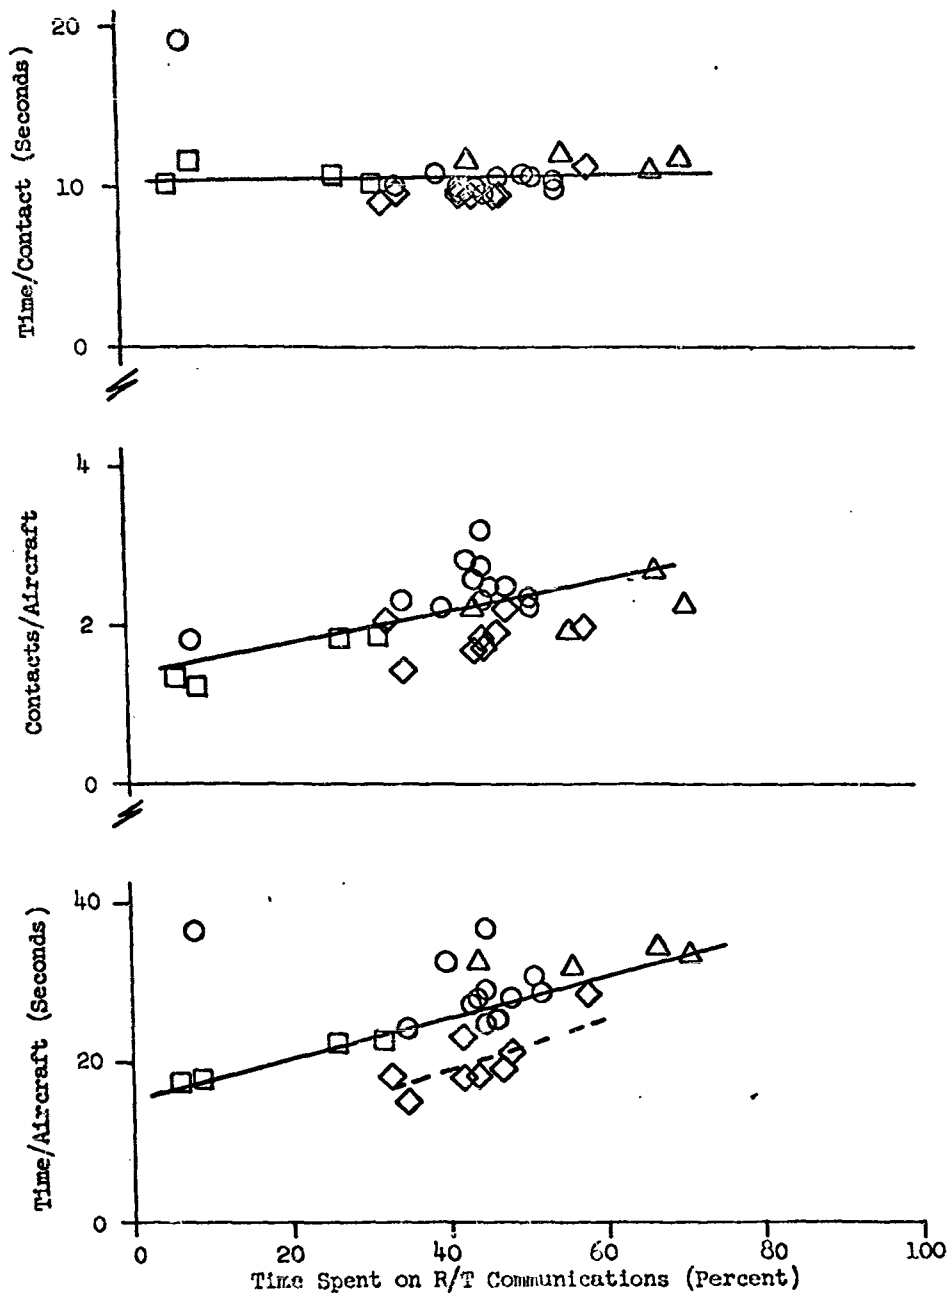 20
10
0
Time/Contact (Seconds)
4
2
0
Contacts/Aircraft
40
20
0
Time/Aircraft (Seconds)
0 20 40 60 80 100
Time Spent on R/T Communications (Percent)